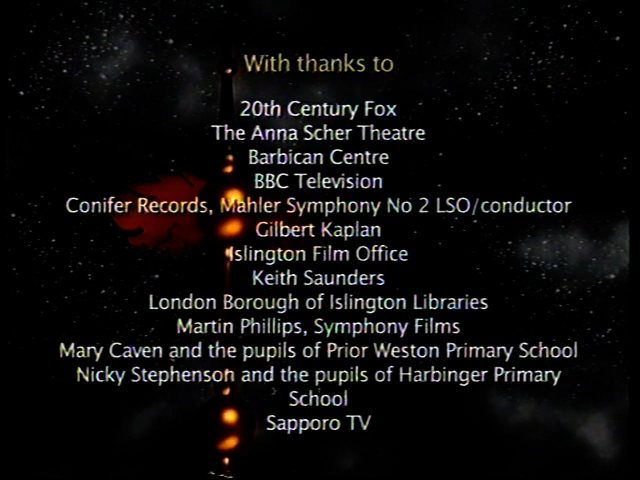 With thanks to
20th Century Fox
The Anna Scher Theatre
Barbican Centre
BBC Television
Conifer Records, Mahler Symphony No 2 LSO/conductor
Gilbert Kaplan
Islington Film Office
Keith Saunders
London Borough of Islington Libraries
Martin Phillips, Symphony Films
Mary Caven and the pupils of Prior Weston Primary School
Nicky Stephenson and the pupils of Harbinger Primary
School
Sapporo TV